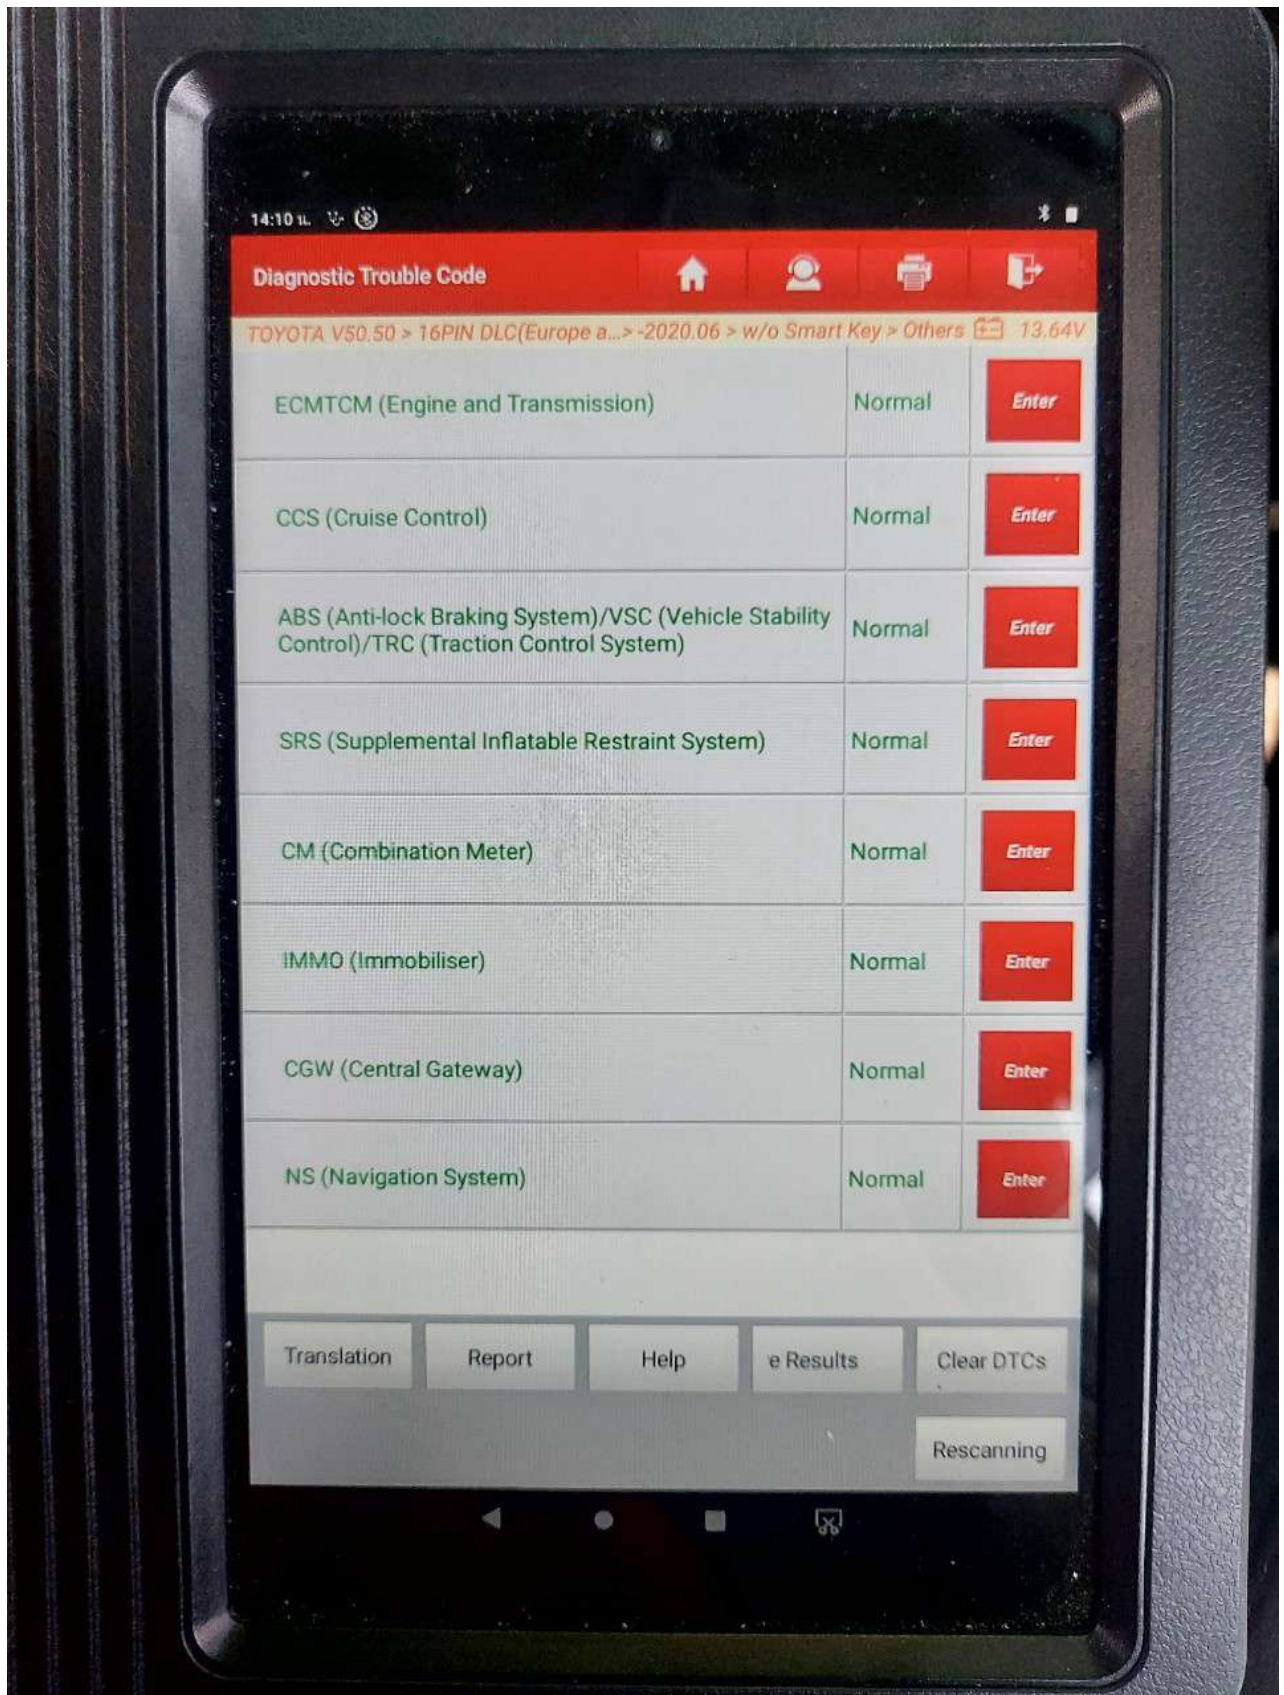 14:10 น.
Diagnostic Trouble Code
TOYOTA V50.50 > 16PIN DLC(Europe a...> -2020.06 > w/o Smart Key > Others 13.64V
ECMTCM (Engine and Transmission) Normal Enter
CCS (Cruise Control) Normal Enter
ABS (Anti-lock Braking System)/VSC (Vehicle Stability
Control)/TRC (Traction Control System) Normal Enter
SRS (Supplemental Inflatable Restraint System) Normal Enter
CM (Combination Meter) Normal Enter
IMMO (Immobiliser) Normal Enter
CGW (Central Gateway) Normal Enter
NS (Navigation System) Normal Enter
Translation Report Help e Results Clear DTCs
Rescanning